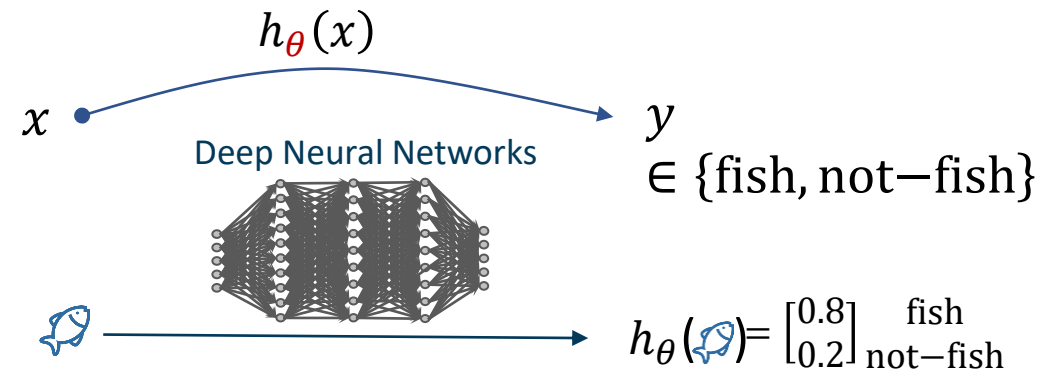 h_θ(x)
x
y
Deep Neural Networks
∈ {fish, not−fish}
h_θ( )= [0.8 0.2] fish
not−fish